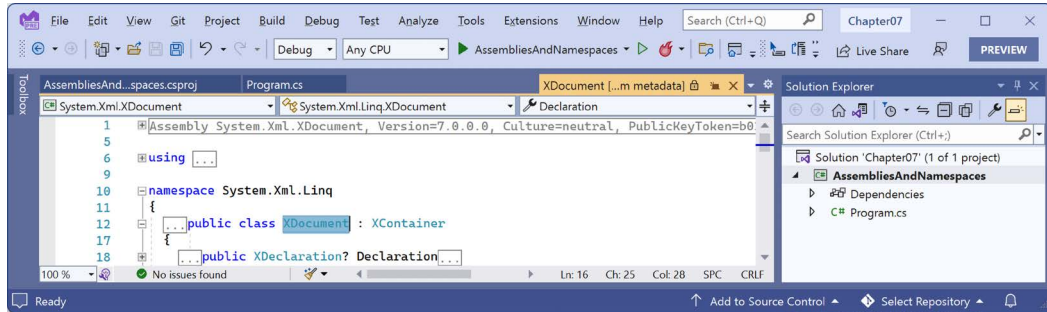 File Edit View Git Project Build Debug Test Analyze Tools Extensions Window Help Search (Ctrl+Q) Chapter07
Debug Any CPU AssembliesAndNamespaces Live Share PREVIEW
Toolbox
AssembliesAnd...spaces.csproj Program.cs XDocument [...m metadata] Solution Explorer
C# System.Xml.XDocument System.Xml.Linq.XDocument Declaration
1 Assembly System.Xml.XDocument, Version=7.0.0.0, Culture=neutral, PublicKeyToken=b0
5
Search Solution Explorer (Ctrl+;)
6 using ...
Solution 'Chapter07' (1 of 1 project)
9
C# AssembliesAndNamespaces
10 namespace System.Xml.Linq
Dependencies
11 {
C# Program.cs
12 ...public class XDocument : XContainer
17 {
18 ...public XDeclaration? Declaration...
100 % No issues found Ln: 16 Ch: 25 Col: 28 SPC CRLF
Ready Add to Source Control Select Repository